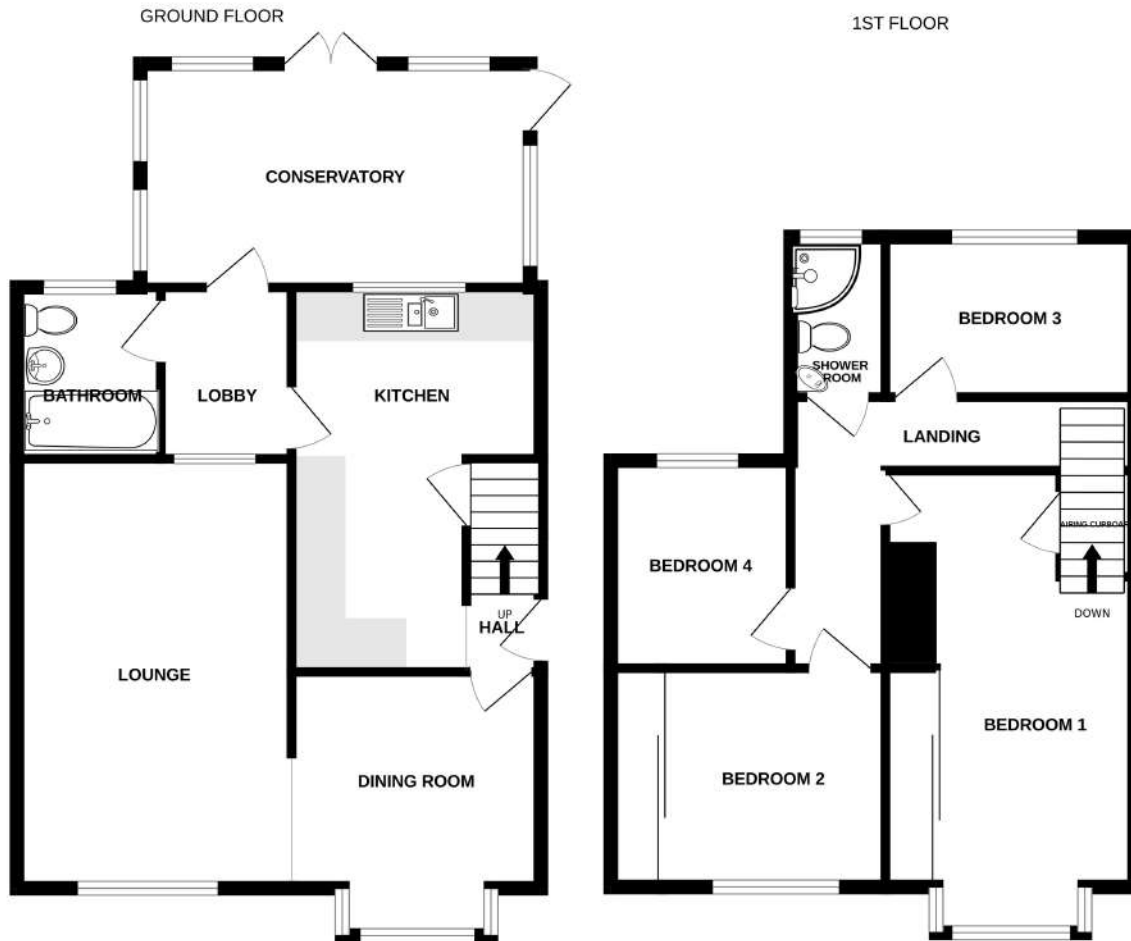 GROUND FLOOR
CONSERVATORY
BATHROOM
LOBBY
KITCHEN
UP
HALL
LOUNGE
DINING ROOM
1ST FLOOR
BEDROOM 3
SHOWER
ROOM
LANDING
BEDROOM 4
DOWN
BEDROOM 1
BEDROOM 2